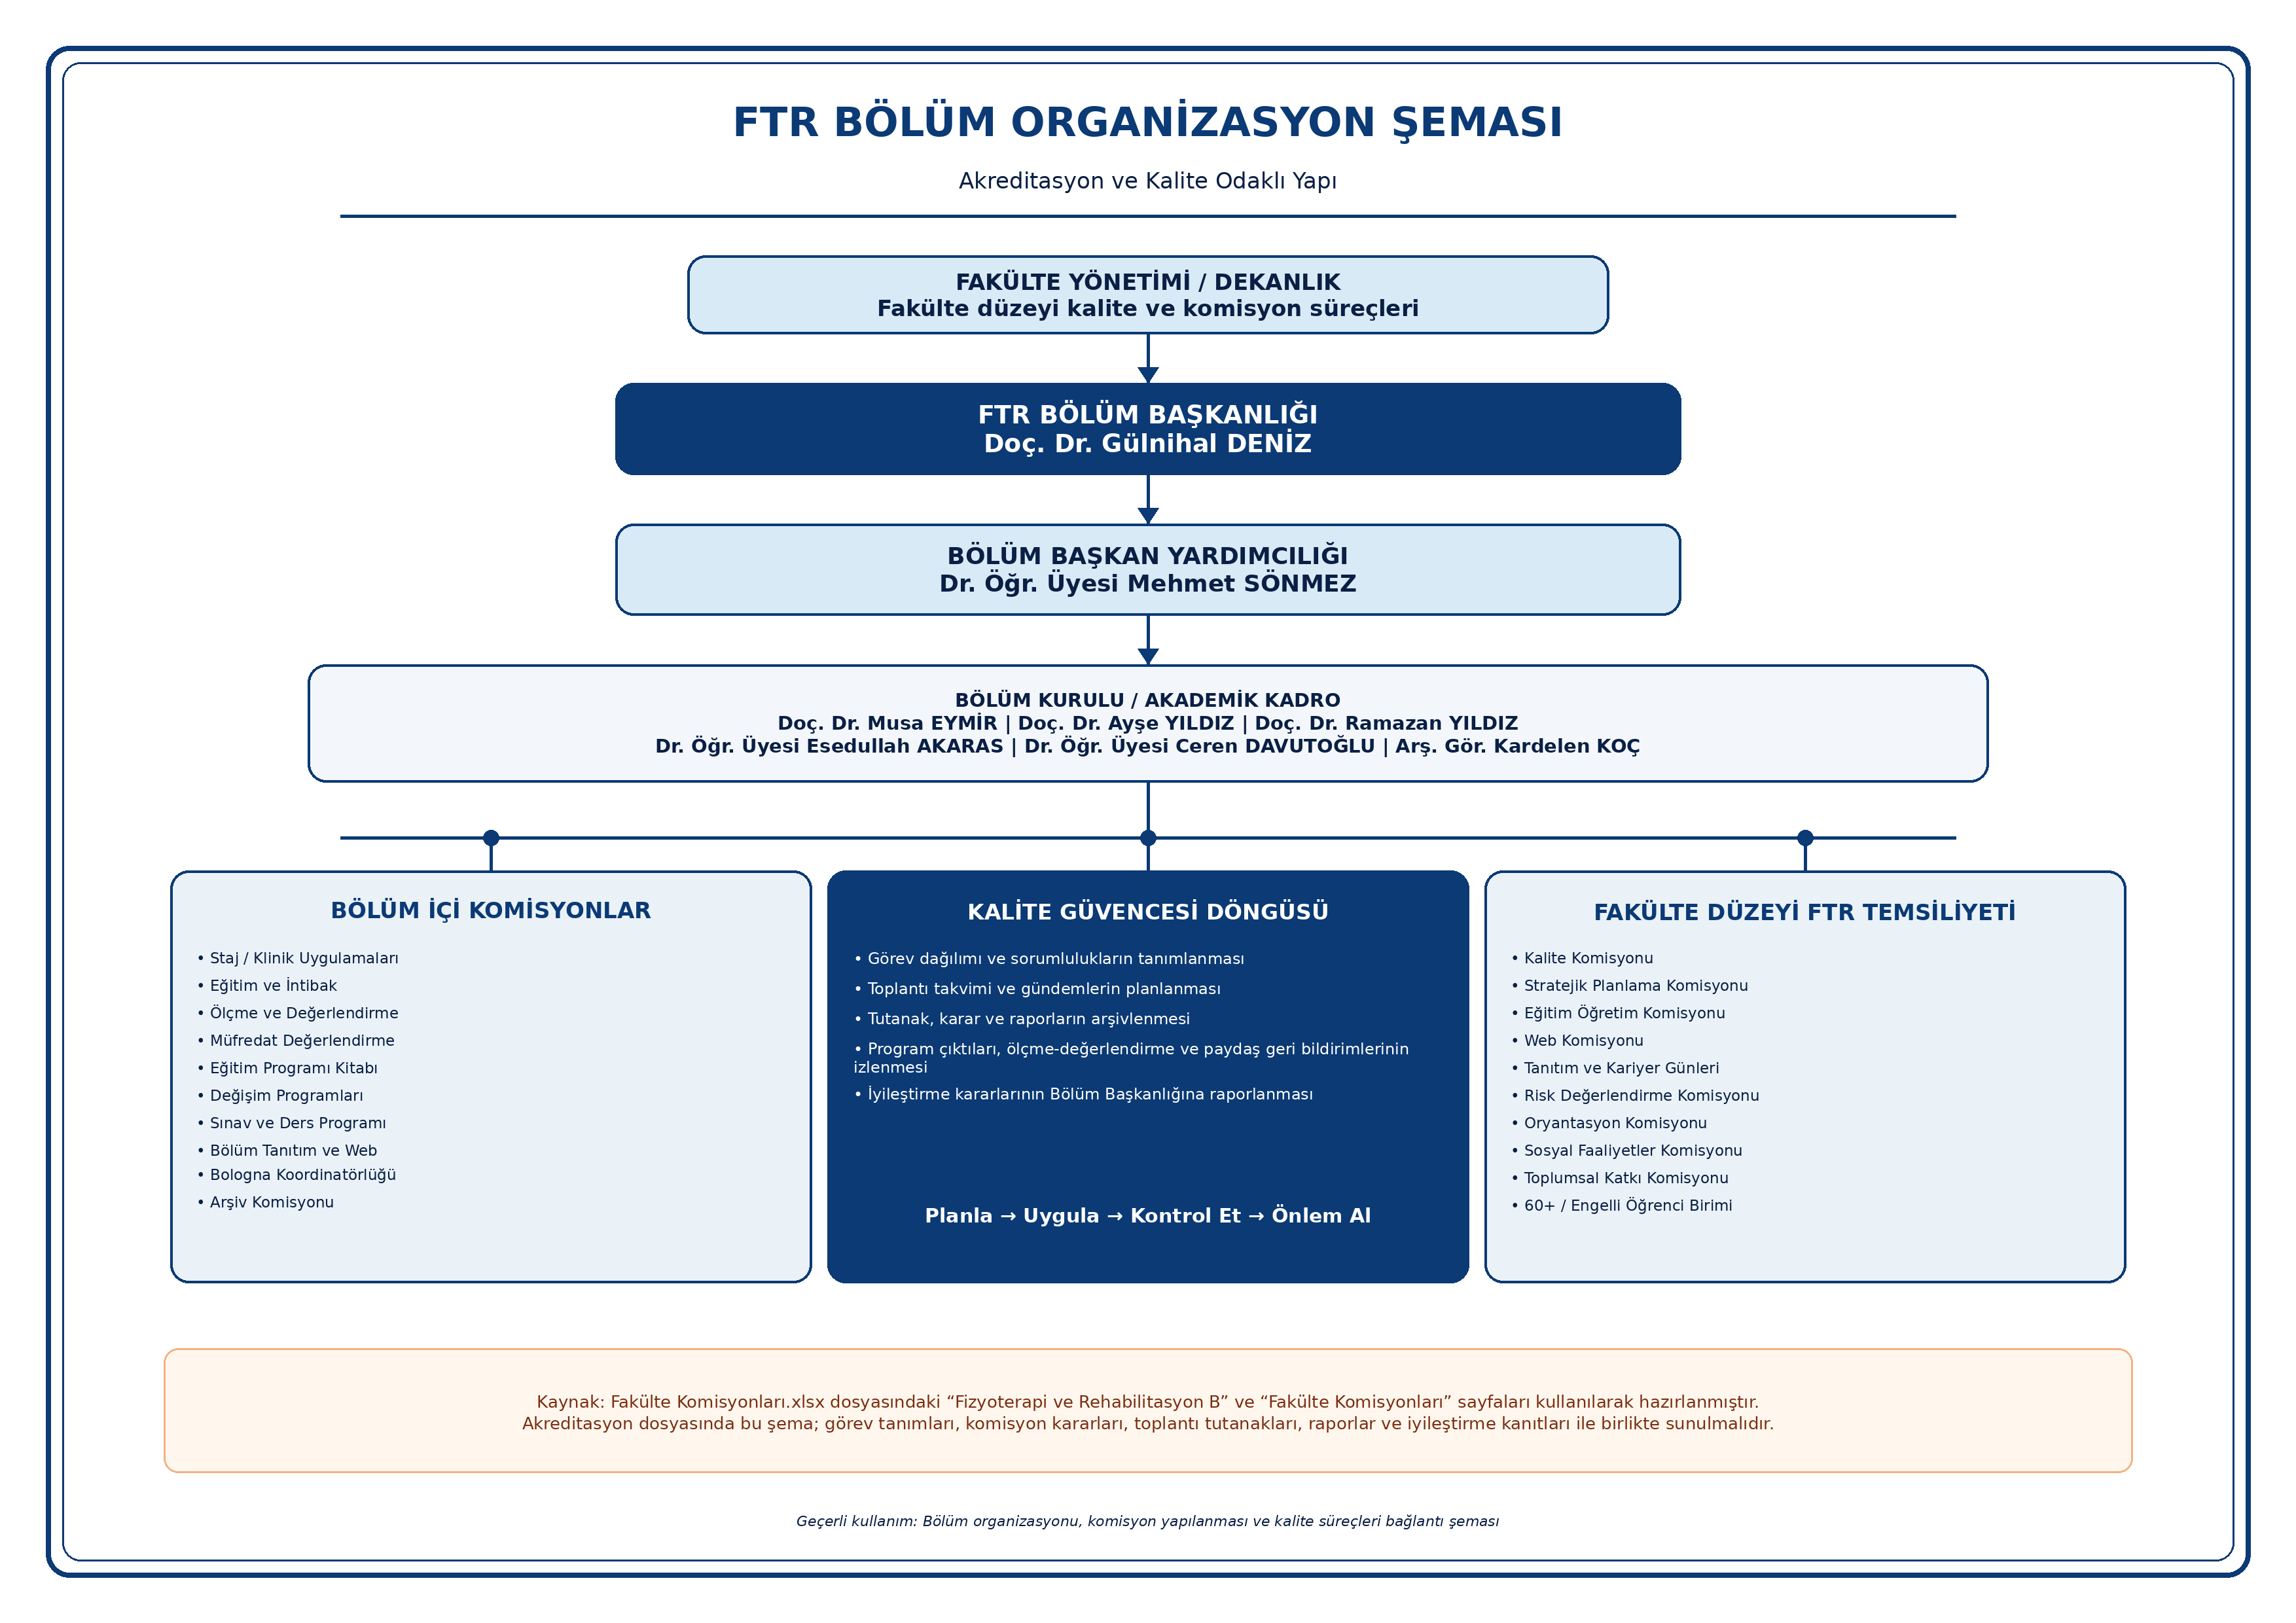 FTR BÖLÜM ORGANİZASYON ŞEMASI
Akreditasyon ve Kalite Odaklı Yapı
FAKÜLTE YÖNETİMİ / DEKANLIK
Fakülte düzeyi kalite ve komisyon süreçleri
FTR BÖLÜM BAŞKANLIĞI
Doç. Dr. Gülnihal DENİZ
BÖLÜM BAŞKAN YARDIMCILIĞI
Dr. Öğr. Üyesi Mehmet SÖNMEZ
BÖLÜM KURULU / AKADEMİK KADRO
Doç. Dr. Musa EYMİR | Doç. Dr. Ayşe YILDIZ | Doç. Dr. Ramazan YILDIZ
Dr. Öğr. Üyesi Esedullah AKARAS | Dr. Öğr. Üyesi Ceren DAVUTOĞLU | Arş. Gör. Kardelen KOÇ
BÖLÜM İÇİ KOMİSYONLAR
• Staj / Klinik Uygulamaları
• Eğitim ve İntibak
• Ölçme ve Değerlendirme
• Müfredat Değerlendirme
• Eğitim Programı Kitabı
• Değişim Programları
• Sınav ve Ders Programı
• Bölüm Tanıtım ve Web
• Bologna Koordinatörlüğü
• Arşiv Komisyonu
KALİTE GÜVENCESİ DÖNGÜSÜ
• Görev dağılımı ve sorumlulukların tanımlanması
• Toplantı takvimi ve gündemlerin planlanması
• Tutanak, karar ve raporların arşivlenmesi
• Program çıktıları, ölçme-değerlendirme ve paydaş geri bildirimlerinin
izlenmesi
• İyileştirme kararlarının Bölüm Başkanlığına raporlanması
Planla → Uygula → Kontrol Et → Önlem Al
FAKÜLTE DÜZEYİ FTR TEMSİLİYETİ
• Kalite Komisyonu
• Stratejik Planlama Komisyonu
• Eğitim Öğretim Komisyonu
• Web Komisyonu
• Tanıtım ve Kariyer Günleri
• Risk Değerlendirme Komisyonu
• Oryantasyon Komisyonu
• Sosyal Faaliyetler Komisyonu
• Toplumsal Katkı Komisyonu
• 60+ / Engelli Öğrenci Birimi
Kaynak: Fakülte Komisyonları.xlsx dosyasındaki “Fizyoterapi ve Rehabilitasyon B” ve “Fakülte Komisyonları” sayfaları kullanılarak hazırlanmıştır.
Akreditasyon dosyasında bu şema; görev tanımları, komisyon kararları, toplantı tutanakları, raporlar ve iyileştirme kanıtları ile birlikte sunulmalıdır.
Geçerli kullanım: Bölüm organizasyonu, komisyon yapılanması ve kalite süreçleri bağlantı şeması